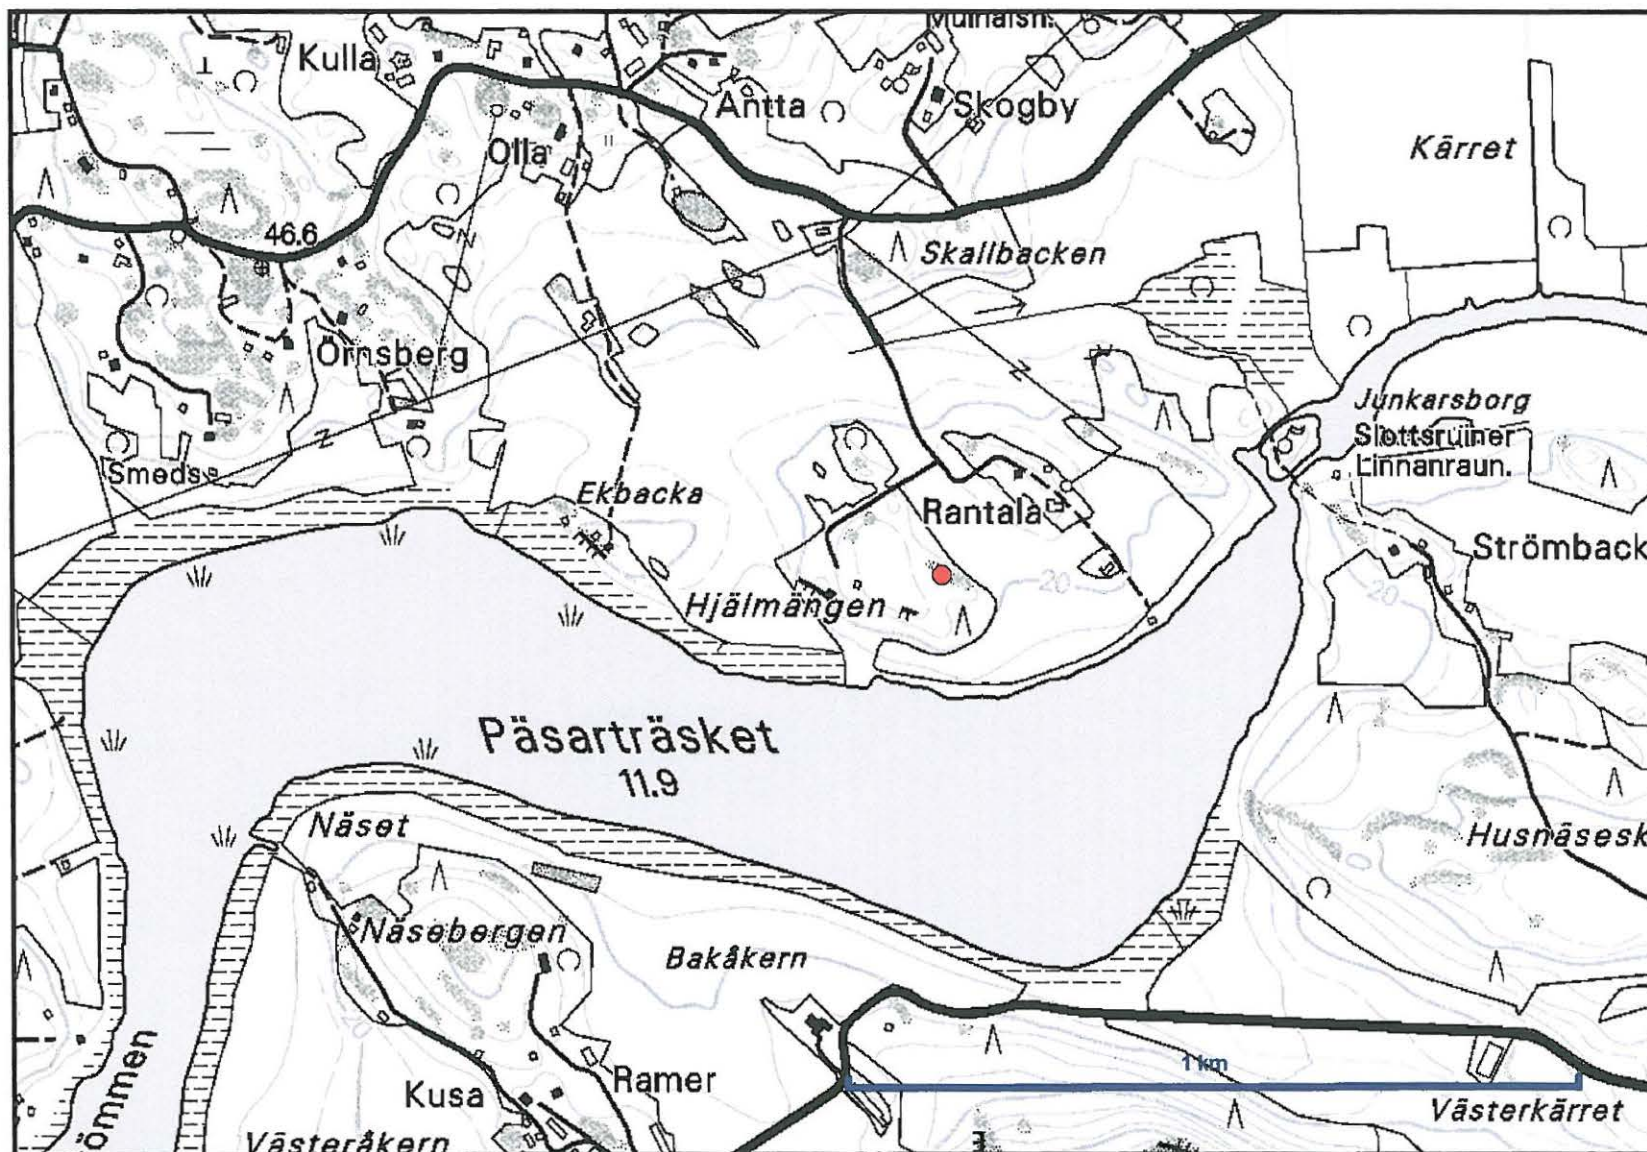 Kulla
Antta
Skogby
Olla
Kärret
46.6
Skallbacken
Örnsberg
Junkarsborg
Slottsruiner
Linnanraun.
Smeds
Ekbacka
Rantala
Strömback
20
20
Hjälmängen
Päsarträsket
11.9
Näset
Husnäsesk
Näsebergen
Bakåkern
20
1 km
Ramer
Kusa
Västerkärret
Västeråkern
ömmen